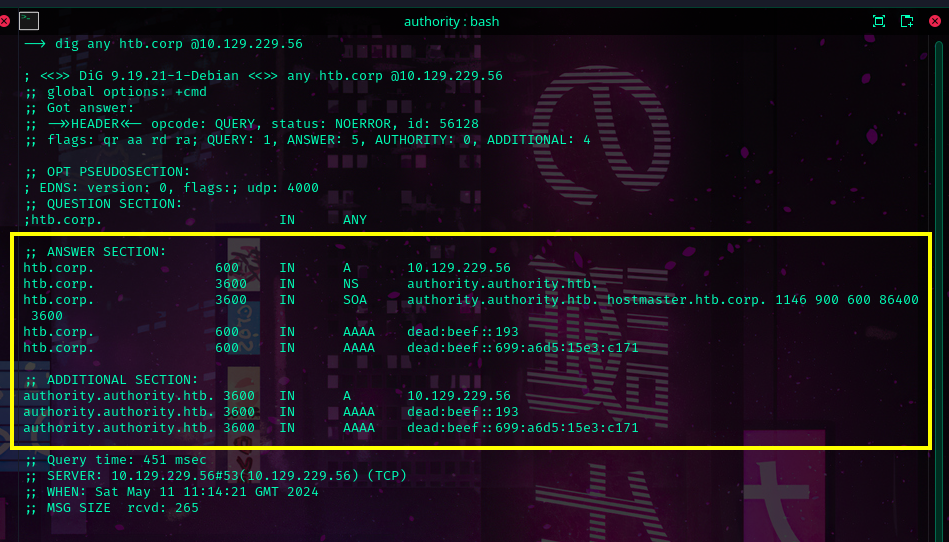 authority : bash
--> dig any htb.corp @10.129.229.56
; <<>> DiG 9.19.21-1-Debian <<>> any htb.corp @10.129.229.56
;; global options: +cmd
;; Got answer:
;; ->>HEADER<<- opcode: QUERY, status: NOERROR, id: 56128
;; flags: qr aa rd ra; QUERY: 1, ANSWER: 5, AUTHORITY: 0, ADDITIONAL: 4
;; OPT PSEUDOSECTION:
; EDNS: version: 0, flags:; udp: 4000
;; QUESTION SECTION:
;htb.corp. IN ANY
;; ANSWER SECTION:
htb.corp. 600 IN A 10.129.229.56
htb.corp. 3600 IN NS authority.authority.htb.
htb.corp. 3600 IN SOA authority.authority.htb. hostmaster.htb.corp. 1146 900 600 86400
3600
htb.corp. 600 IN AAAA dead:beef::193
htb.corp. 600 IN AAAA dead:beef::699:a6d5:15e3:c171
;; ADDITIONAL SECTION:
authority.authority.htb. 3600 IN A 10.129.229.56
authority.authority.htb. 3600 IN AAAA dead:beef::193
authority.authority.htb. 3600 IN AAAA dead:beef::699:a6d5:15e3:c171
;; Query time: 451 msec
;; SERVER: 10.129.229.56#53(10.129.229.56) (TCP)
;; WHEN: Sat May 11 11:14:21 GMT 2024
;; MSG SIZE rcvd: 265